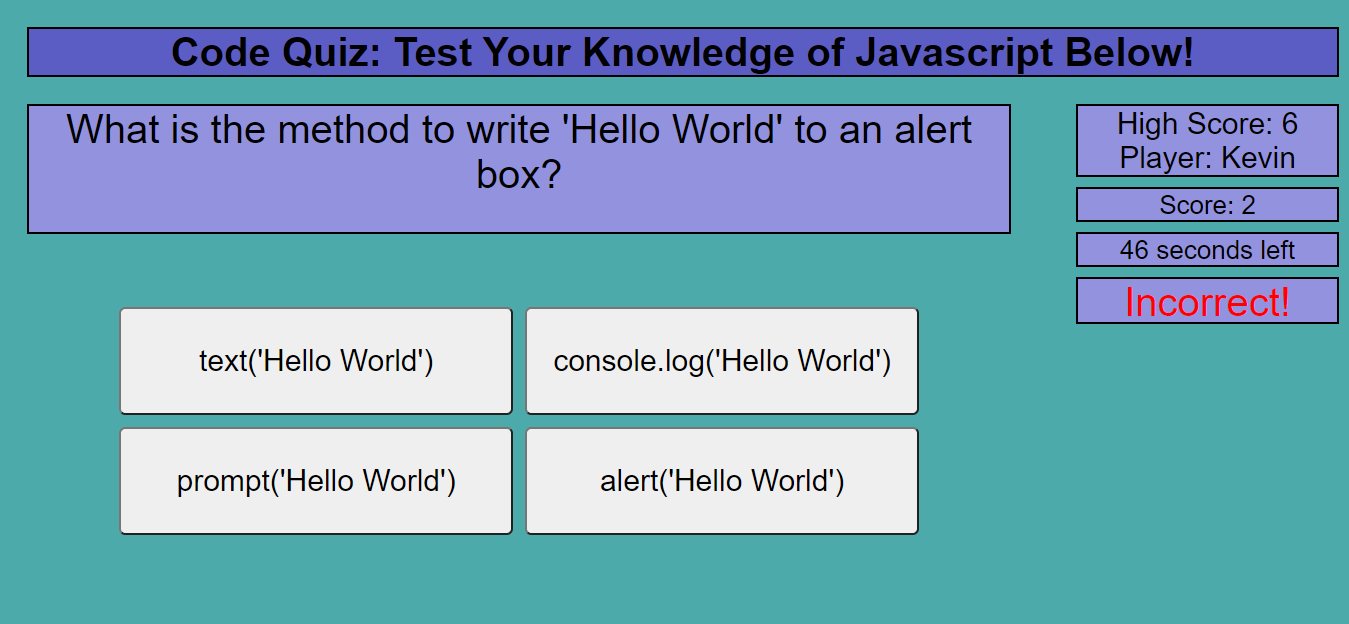 Code Quiz: Test Your Knowledge of Javascript Below!
What is the method to write 'Hello World' to an alert
box?
High Score: 6
Player: Kevin
Score: 2
46 seconds left
Incorrect!
text('Hello World')
console.log('Hello World')
prompt('Hello World')
alert('Hello World')